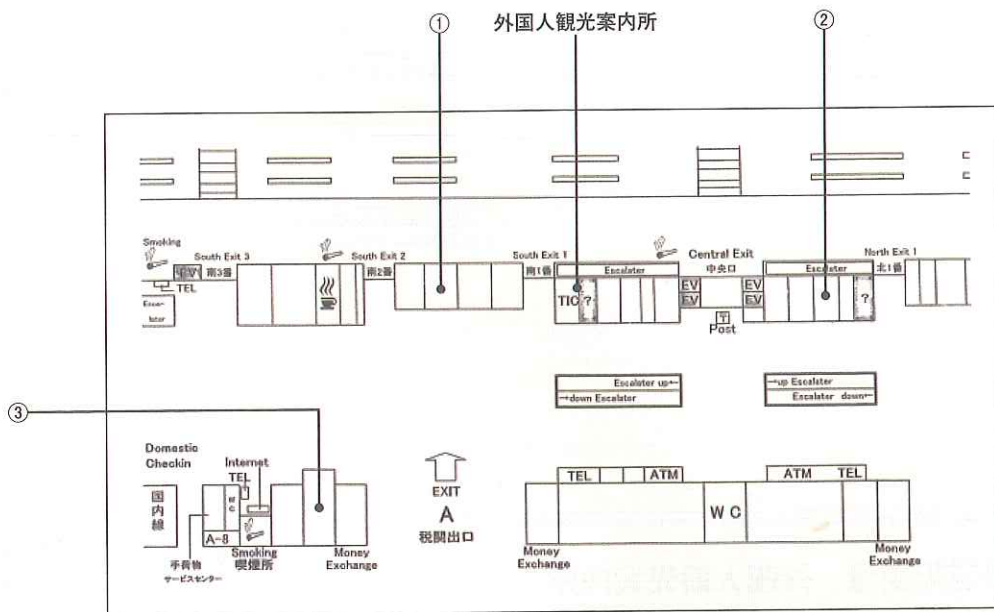 ①
外国人観光案内所
②
Smoking
South Exit 3
南3番
TEL
Esca-
lator
South Exit 2
南2番
South Exit 1
南1番
Escalator
TIC
?
EV
EV
Central Exit
中央口
EV
EV
〒
Post
Escalator
?
North Exit 1
北1番
Escalator up←
→down Escalator
→up Escalator
Escalator down←
③
Domestic
Checkin
国内線
Internet
TEL
WC
A-8
手荷物
サービスセンター
Smoking
喫煙所
Money
Exchange
EXIT
A
税関出口
TEL
ATM
ATM
TEL
WC
Money
Exchange
Money
Exchange